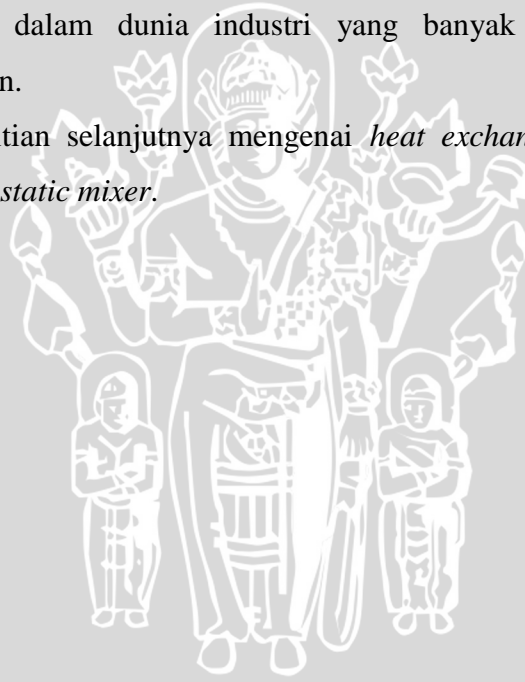 dalam dunia industri yang banyak
n.
tian selanjutnya mengenai heat exchan
static mixer.